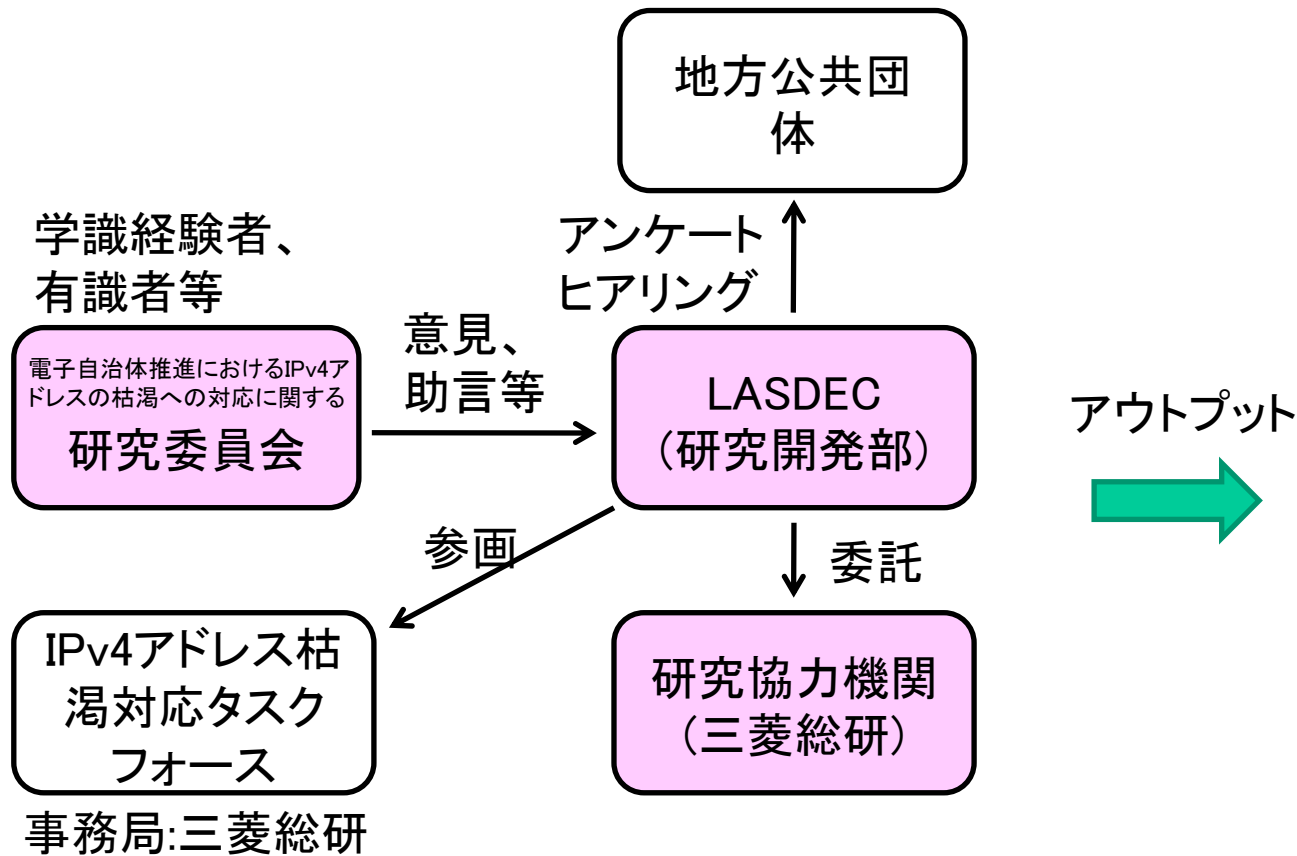 地方公共団
体
学識経験者、
有識者等
アンケート
ヒアリング
電子自治体推進におけるIPv4ア
ドレスの枯渇への対応に関する
研究委員会
意見、
助言等
LASDEC
(研究開発部)
アウトプット
参画
委託
IPv4アドレス枯
渇対応タスク
フォース
事務局:三菱総研
研究協力機関
(三菱総研)